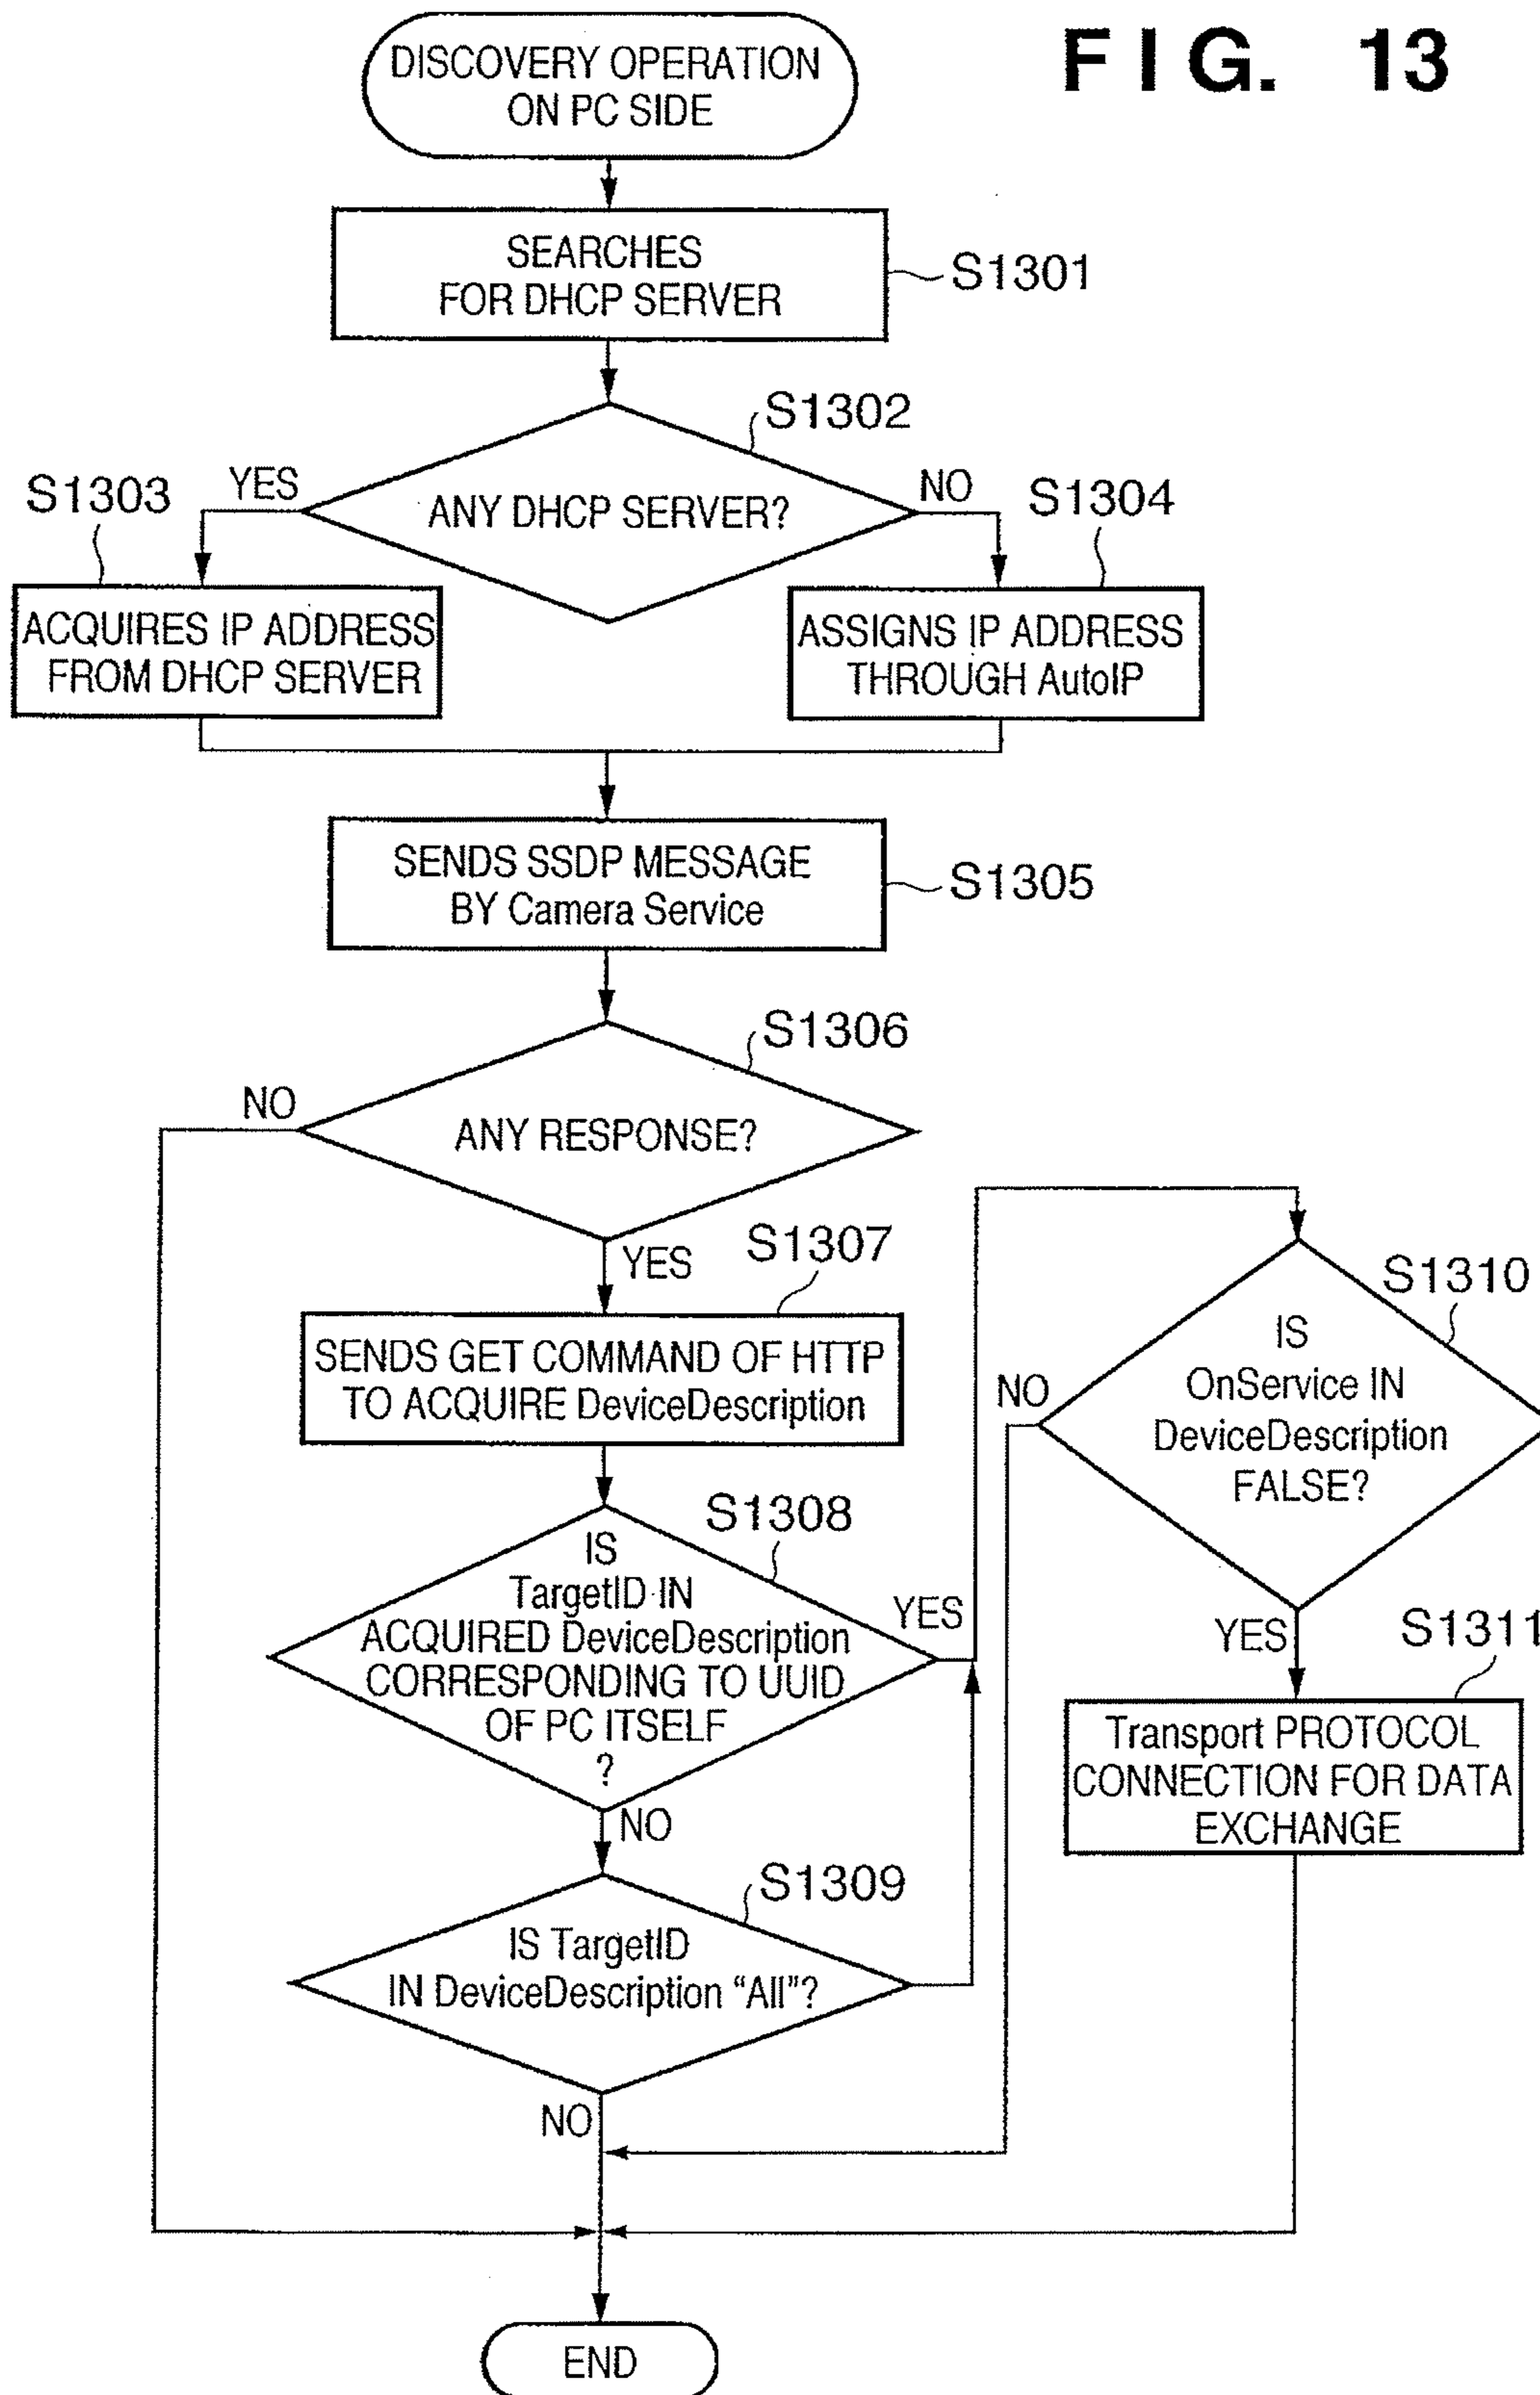 FIG. 13
DISCOVERY OPERATION
ON PC SIDE
SEARCHES
FOR DHCP SERVER
S1301
S1302
ANY DHCP SERVER?
YES
NO
S1303
S1304
ACQUIRES IP ADDRESS
FROM DHCP SERVER
ASSIGNS IP ADDRESS
THROUGH AutoIP
SENDS SSDP MESSAGE
BY Camera Service
S1305
S1306
ANY RESPONSE?
NO
YES
S1307
SENDS GET COMMAND OF HTTP
TO ACQUIRE DeviceDescription
S1308
IS
TargetID IN
ACQUIRED DeviceDescription
CORRESPONDING TO UUID
OF PC ITSELF
?
YES
NO
S1309
IS TargetID
IN DeviceDescription “All”?
NO
S1310
IS
OnService IN
DeviceDescription
FALSE?
NO
YES
S1311
Transport PROTOCOL
CONNECTION FOR DATA
EXCHANGE
END